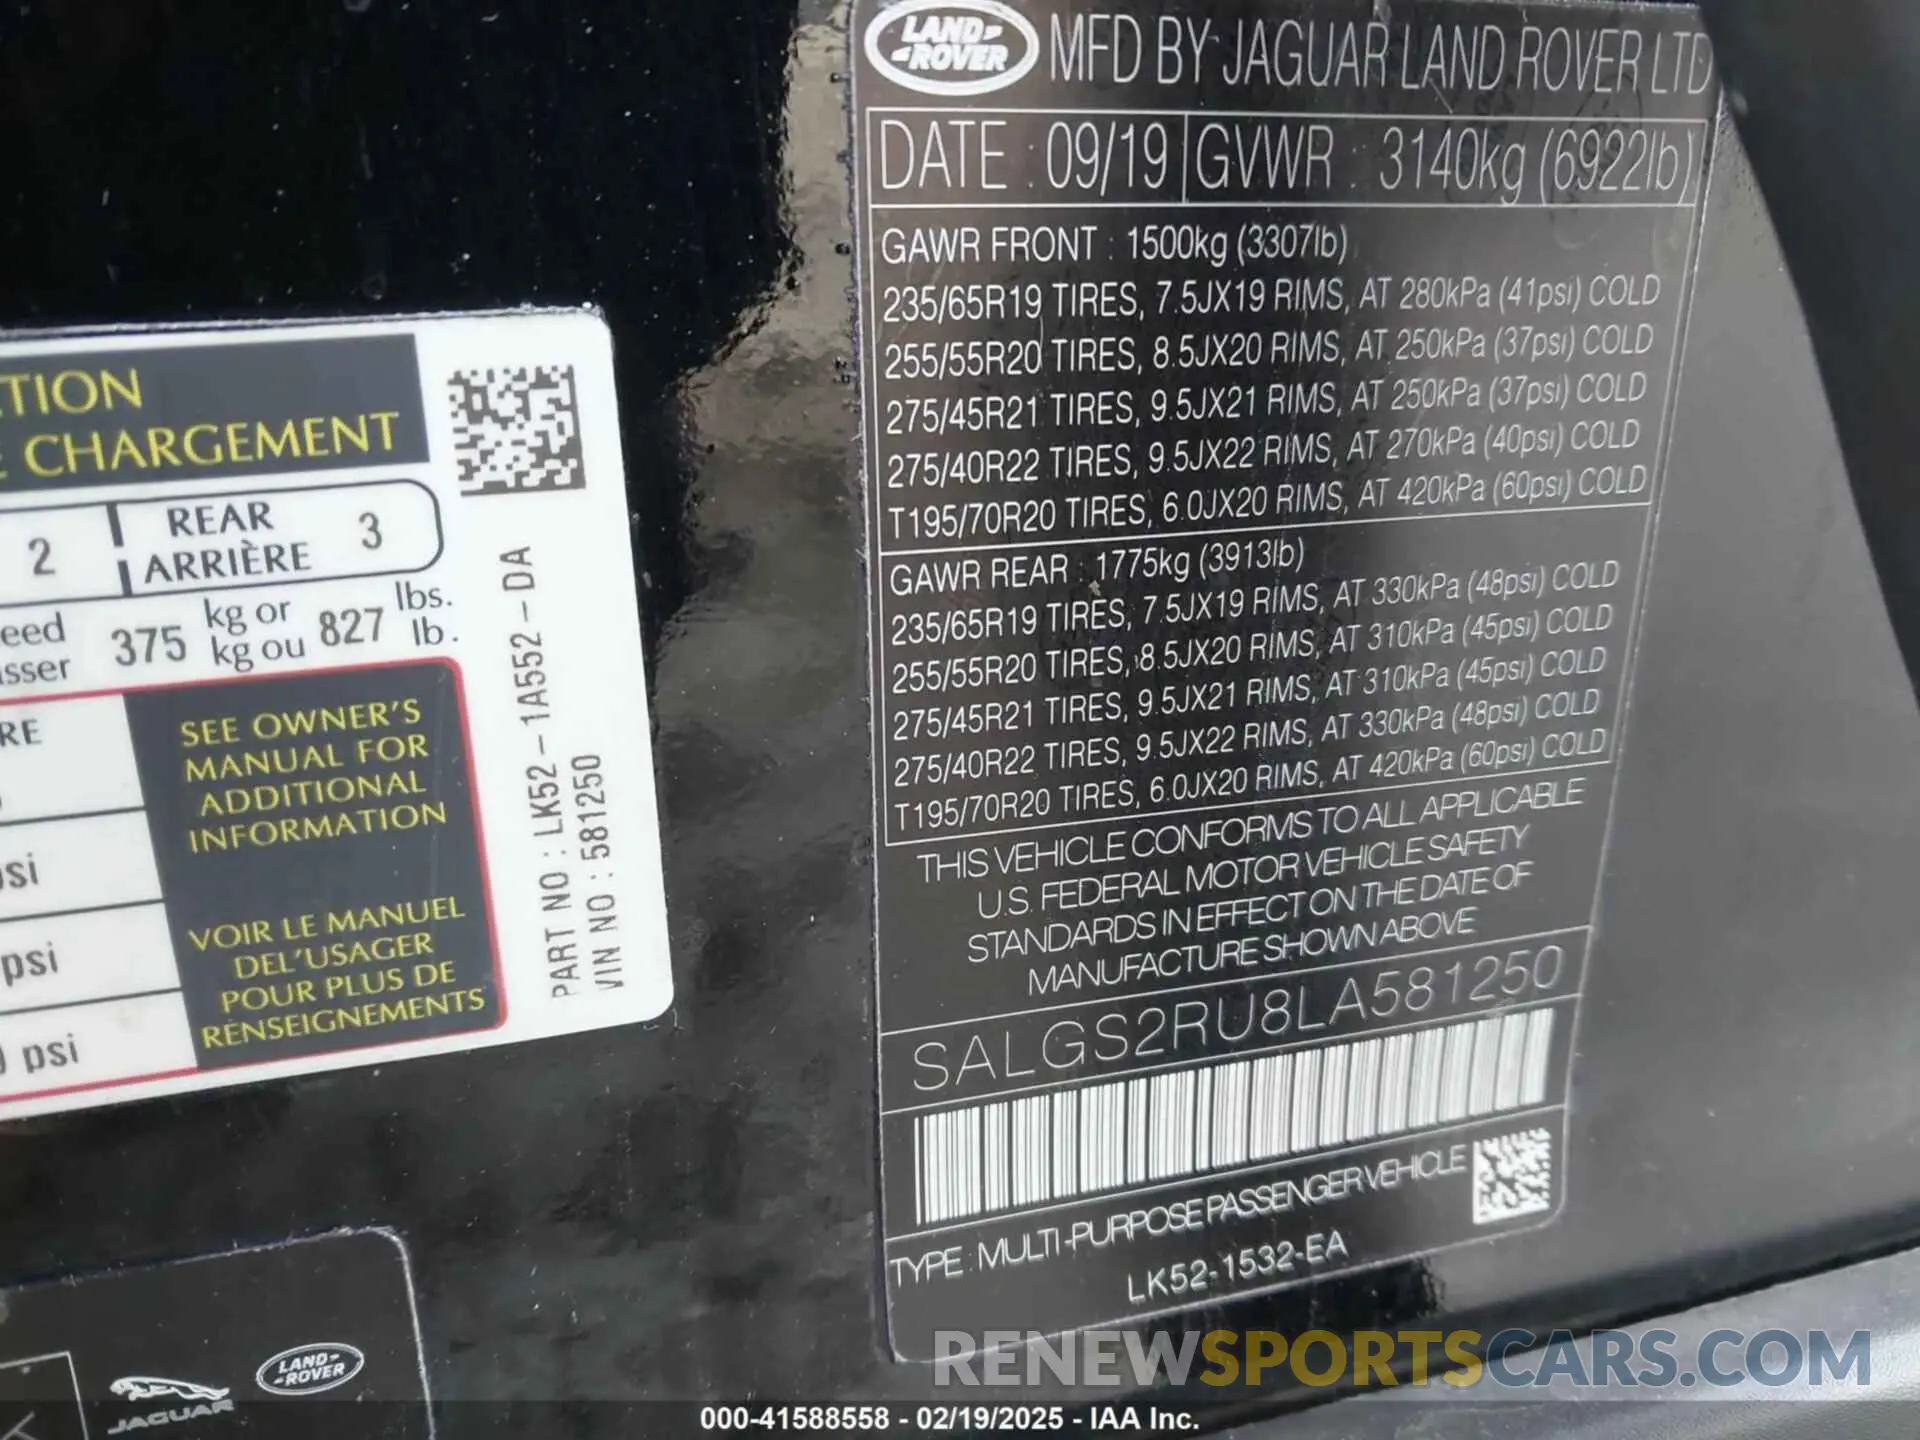 LAND-
-ROVER
MFD BY JAGUAR LAND ROVER LTD
DATE : 09/19 GVWR : 3140kg (6922lb)
GAWR FRONT : 1500kg (3307lb)
235/65R19 TIRES, 7.5JX19 RIMS, AT 280kPa (41psi) COLD
255/55R20 TIRES, 8.5JX20 RIMS, AT 250kPa (37psi) COLD
275/45R21 TIRES, 9.5JX21 RIMS, AT 250kPa (37psi) COLD
275/40R22 TIRES, 9.5JX22 RIMS, AT 270kPa (40psi) COLD
T195/70R20 TIRES, 6.0JX20 RIMS, AT 420kPa (60psi) COLD
GAWR REAR : 1775kg (3913lb)
235/65R19 TIRES, 7.5JX19 RIMS, AT 330kPa (48psi) COLD
255/55R20 TIRES, 8.5JX20 RIMS, AT 310kPa (45psi) COLD
275/45R21 TIRES, 9.5JX21 RIMS, AT 310kPa (45psi) COLD
275/40R22 TIRES, 9.5JX22 RIMS, AT 330kPa (48psi) COLD
T195/70R20 TIRES, 6.0JX20 RIMS, AT 420kPa (60psi) COLD
THIS VEHICLE CONFORMS TO ALL APPLICABLE
U.S. FEDERAL MOTOR VEHICLE SAFETY
STANDARDS IN EFFECT ON THE DATE OF
MANUFACTURE SHOWN ABOVE
SALGS2RU8LA581250
TYPE : MULTI-PURPOSE PASSENGER VEHICLE
LK52-1532-EA
TION
E CHARGEMENT
2 REAR
ARRIÈRE 3
eed 375 kg or 827 lbs.
sser kg ou lb.
RE
SEE OWNER'S
MANUAL FOR
ADDITIONAL
INFORMATION
VOIR LE MANUEL
DEL'USAGER
POUR PLUS DE
RENSEIGNEMENTS
psi
psi
psi
PART NO : LK52-1A552-DA
VIN NO : 581250
JAGUAR
LAND-
-ROVER
RENEWSPORTSCARS.COM
000-41588558 - 02/19/2025 - IAA Inc.